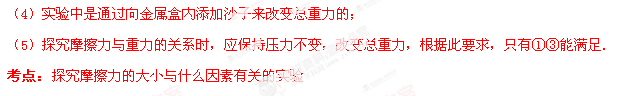 （4）实验中是通过向金属盒内添加沙子来改变总重力的；
（5）探究摩擦力与重力的关系时，应保持压力不变，改变总重力，根据此要求，只有①③能满足．
考点：探究摩擦力的大小与什么因素有关的实验